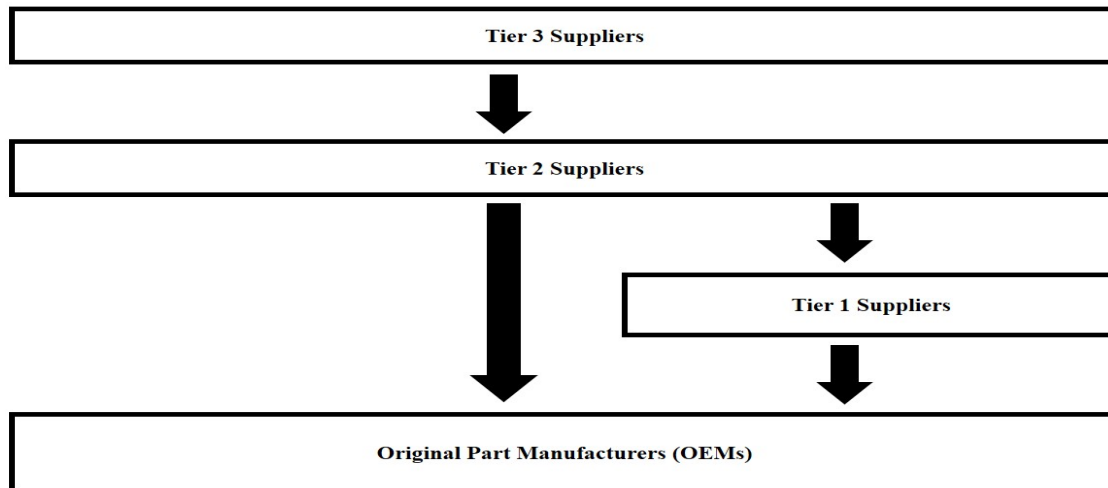 Tier 3 Suppliers
Tier 2 Suppliers
Tier 1 Suppliers
Original Part Manufacturers (OEMs)